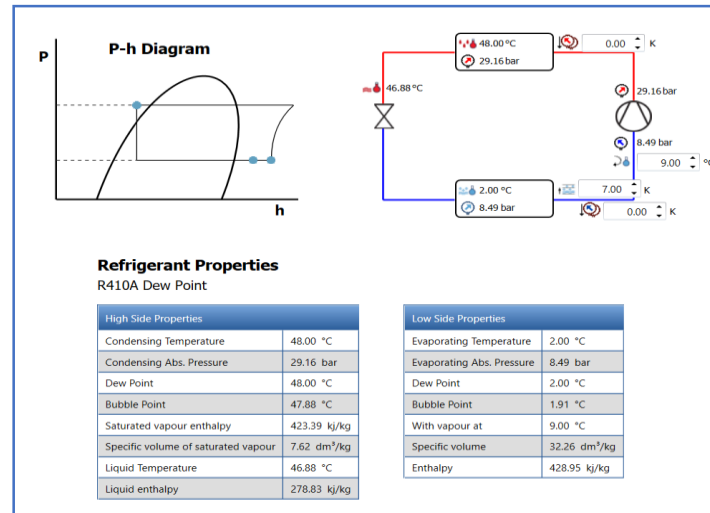 P-h Diagram
P
h
48.00 °C
29.16 bar
0.00 K
46.88 °C
29.16 bar
8.49 bar
9.00 °
2.00 °C
8.49 bar
7.00 K
0.00 K
Refrigerant Properties
R410A Dew Point
High Side Properties
Condensing Temperature 48.00 °C
Condensing Abs. Pressure 29.16 bar
Dew Point 48.00 °C
Bubble Point 47.88 °C
Saturated vapour enthalpy 423.39 kj/kg
Specific volume of saturated vapour 7.62 dm³/kg
Liquid Temperature 46.88 °C
Liquid enthalpy 278.83 kj/kg
Low Side Properties
Evaporating Temperature 2.00 °C
Evaporating Abs. Pressure 8.49 bar
Dew Point 2.00 °C
Bubble Point 1.91 °C
With vapour at 9.00 °C
Specific volume 32.26 dm³/kg
Enthalpy 428.95 kj/kg